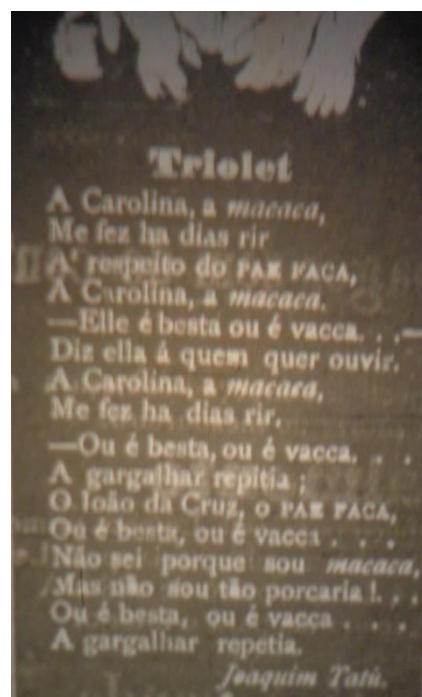 Triolet
A Carolina, a macaca,
Me fez ha dias rir
A' respeito do PAE FACA,
A Carolina, a macaca.
—Elle é besta ou é vacca. . .—
Diz ella á quem quer ouvir.
A Carolina, a macaca,
Me fez ha dias rir.
—Ou é besta, ou é vacca. . .
A gargalhar repitia ;
O João da Cruz, o PAE FACA,
Ou é besta, ou é vacca . . .
Não sei porque sou macaca,
Mas não sou tão porcaria ! . . .
Ou é besta, ou é vacca . . .
A gargalhar repetia.
Joaquim Tatú.